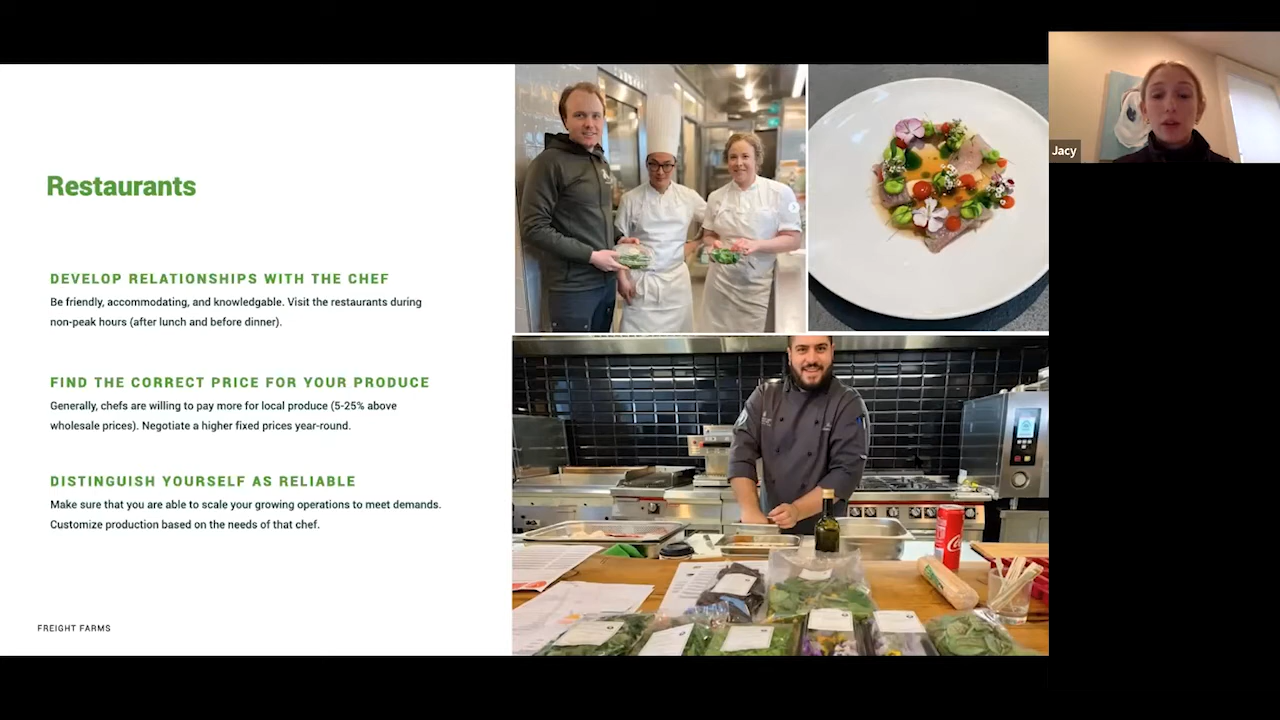 Restaurants
DEVELOP RELATIONSHIPS WITH THE CHEF
Be friendly, accommodating, and knowledgable. Visit the restaurants during
non-peak hours (after lunch and before dinner).
FIND THE CORRECT PRICE FOR YOUR PRODUCE
Generally, chefs are willing to pay more for local produce (5-25% above
wholesale prices). Negotiate a higher fixed prices year-round.
DISTINGUISH YOURSELF AS RELIABLE
Make sure that you are able to scale your growing operations to meet demands.
Customize production based on the needs of that chef.
FREIGHT FARMS
Jacy